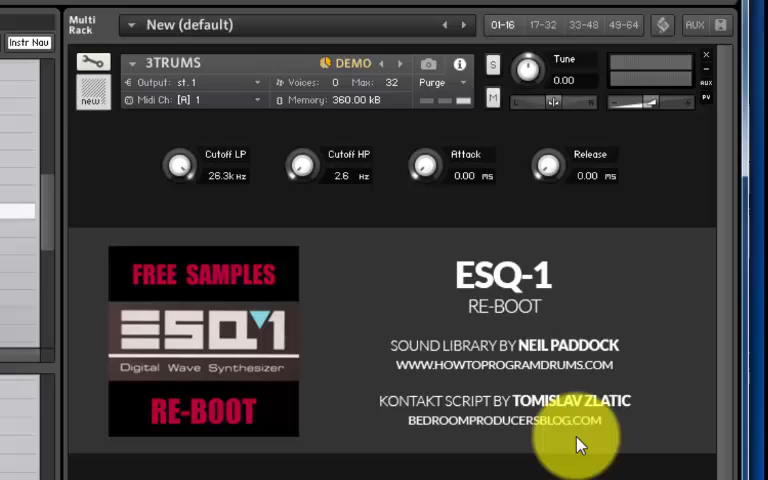 Multi
Rack
New (default)
01-16
17-32
33-48
49-64
AUX
Instr Nav
new
3TRUMS
DEMO
Output: st.1
Voices: 0 Max: 32
Purge
Midi Ch: [A] 1
Memory: 360.00 kB
S
M
Tune
0.00
L
R
AUX
PV
Cutoff LP
26.3k Hz
Cutoff HP
2.6 Hz
Attack
0.00 ms
Release
0.00 ms
FREE SAMPLES
ESQ1
Digital Wave Synthesizer
RE-BOOT
ESQ-1
RE-BOOT
SOUND LIBRARY BY NEIL PADDOCK
WWW.HOWTOPROGRAMDRUMS.COM
KONTAKT SCRIPT BY TOMISLAV ZLATIC
BEDROOMPRODUCERSBLOG.COM